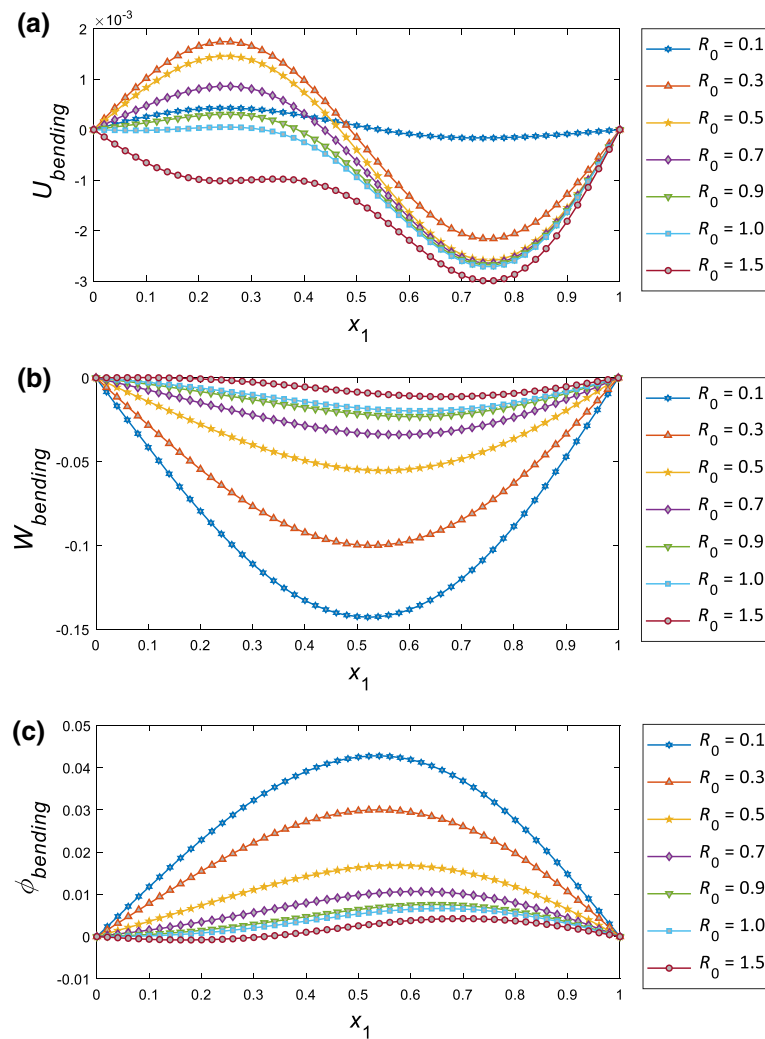 (a)
×10⁻³
2
1
0
-1
-2
-3
U_bending
0 0.1 0.2 0.3 0.4 0.5 0.6 0.7 0.8 0.9 1
x₁
R₀ = 0.1
R₀ = 0.3
R₀ = 0.5
R₀ = 0.7
R₀ = 0.9
R₀ = 1.0
R₀ = 1.5
(b)
0
-0.05
-0.1
-0.15
W_bending
0 0.1 0.2 0.3 0.4 0.5 0.6 0.7 0.8 0.9 1
x₁
R₀ = 0.1
R₀ = 0.3
R₀ = 0.5
R₀ = 0.7
R₀ = 0.9
R₀ = 1.0
R₀ = 1.5
(c)
0.05
0.04
0.03
0.02
0.01
0
-0.01
ϕ_bending
0 0.1 0.2 0.3 0.4 0.5 0.6 0.7 0.8 0.9 1
x₁
R₀ = 0.1
R₀ = 0.3
R₀ = 0.5
R₀ = 0.7
R₀ = 0.9
R₀ = 1.0
R₀ = 1.5